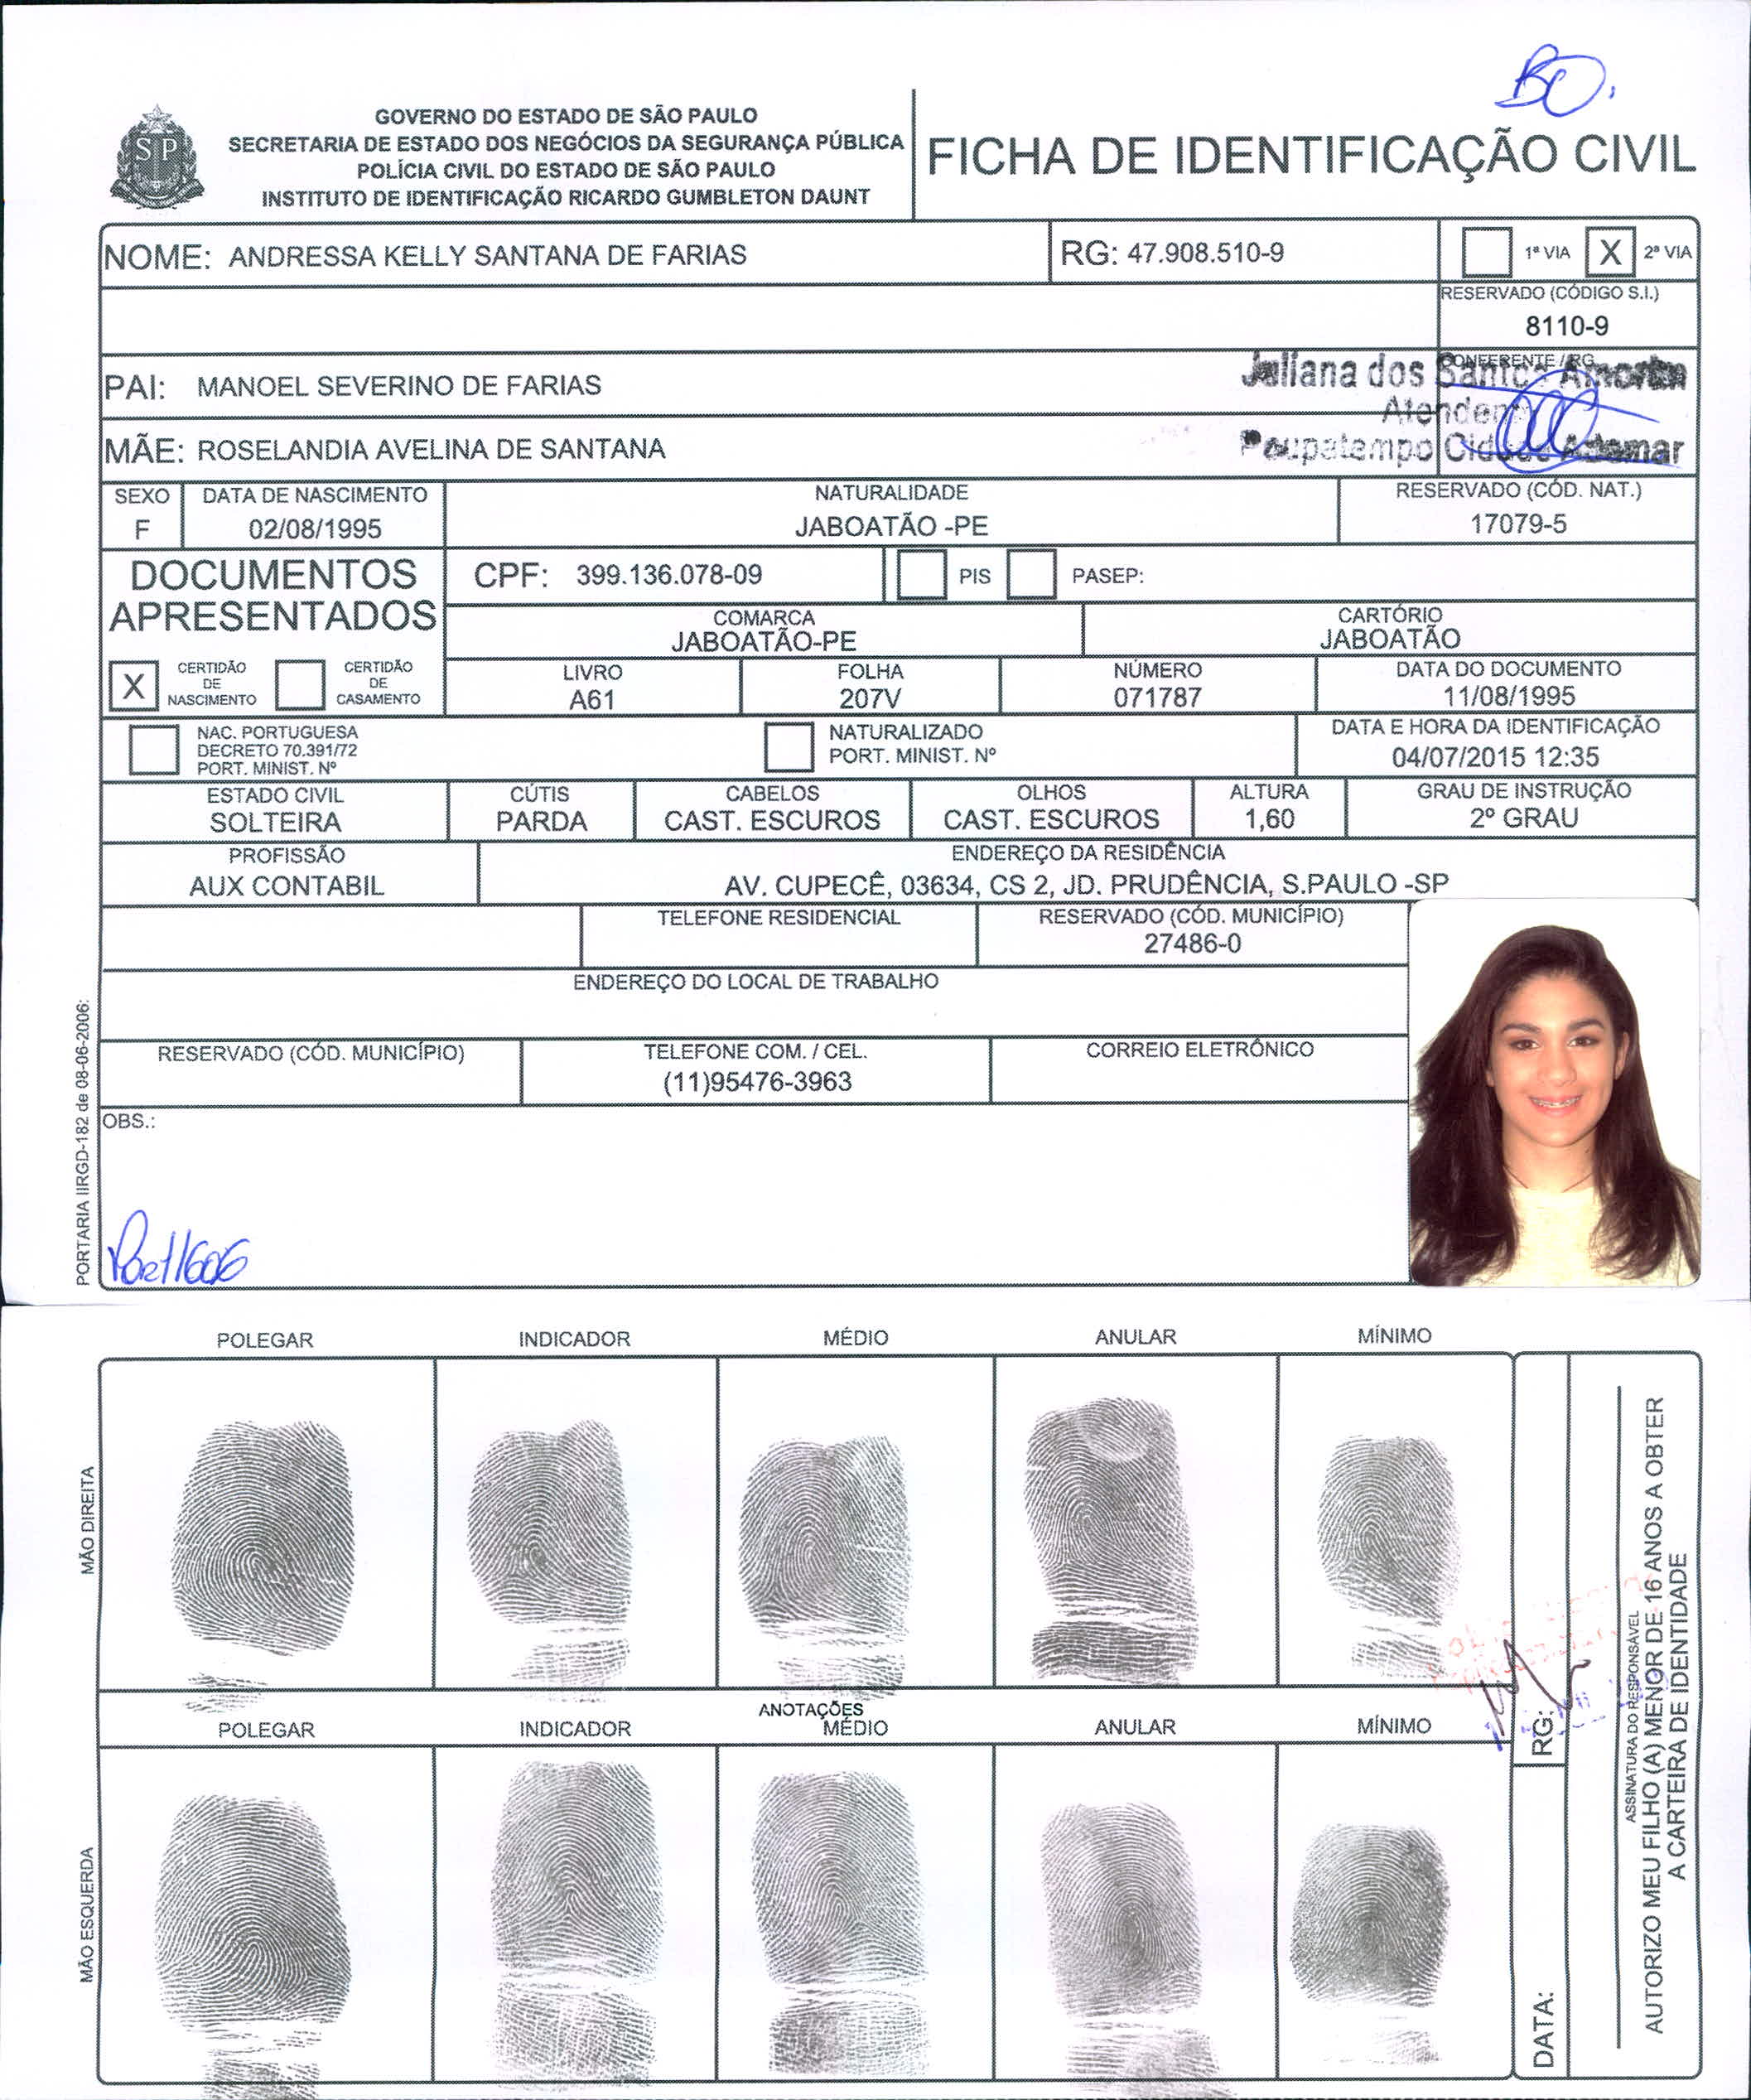 BO.
GOVERNO DO ESTADO DE SÃO PAULO
SECRETARIA DE ESTADO DOS NEGÓCIOS DA SEGURANÇA PÚBLICA
POLÍCIA CIVIL DO ESTADO DE SÃO PAULO
INSTITUTO DE IDENTIFICAÇÃO RICARDO GUMBLETON DAUNT
SP
FICHA DE IDENTIFICAÇÃO CIVIL
NOME: ANDRESSA KELLY SANTANA DE FARIAS
RG: 47.908.510-9
1ª VIA X 2ª VIA
RESERVADO (CÓDIGO S.I.)
8110-9
CONFERENTE / RG
PAI: MANOEL SEVERINO DE FARIAS
Juliana dos Santos Amorim
Atendente
MÃE: ROSELANDIA AVELINA DE SANTANA
Poupatempo Cidade Ademar
SEXO DATA DE NASCIMENTO NATURALIDADE RESERVADO (CÓD. NAT.)
F 02/08/1995 JABOATÃO -PE 17079-5
DOCUMENTOS
APRESENTADOS
CPF: 399.136.078-09 PIS PASEP:
COMARCA CARTÓRIO
JABOATÃO-PE JABOATÃO
X CERTIDÃO
DE
NASCIMENTO
CERTIDÃO
DE
CASAMENTO
LIVRO FOLHA NÚMERO DATA DO DOCUMENTO
A61 207V 071787 11/08/1995
NAC. PORTUGUESA
DECRETO 70.391/72
PORT. MINIST. Nº
NATURALIZADO
PORT. MINIST. Nº
DATA E HORA DA IDENTIFICAÇÃO
04/07/2015 12:35
ESTADO CIVIL CÚTIS CABELOS OLHOS ALTURA GRAU DE INSTRUÇÃO
SOLTEIRA PARDA CAST. ESCUROS CAST. ESCUROS 1,60 2º GRAU
PROFISSÃO ENDEREÇO DA RESIDÊNCIA
AUX CONTABIL AV. CUPECÊ, 03634, CS 2, JD. PRUDÊNCIA, S.PAULO -SP
TELEFONE RESIDENCIAL RESERVADO (CÓD. MUNICÍPIO)
27486-0
ENDEREÇO DO LOCAL DE TRABALHO
RESERVADO (CÓD. MUNICÍPIO) TELEFONE COM. / CEL. CORREIO ELETRÔNICO
(11)95476-3963
OBS.:
PORTARIA IIRGD-182 de 08-06-2006:
POLEGAR INDICADOR MÉDIO ANULAR MÍNIMO
MÃO DIREITA
ANOTAÇÕES
POLEGAR INDICADOR MÉDIO ANULAR MÍNIMO
MÃO ESQUERDA
RG:
DATA:
ASSINATURA DO RESPONSÁVEL
AUTORIZO MEU FILHO (A) MENOR DE 16 ANOS A OBTER
A CARTEIRA DE IDENTIDADE